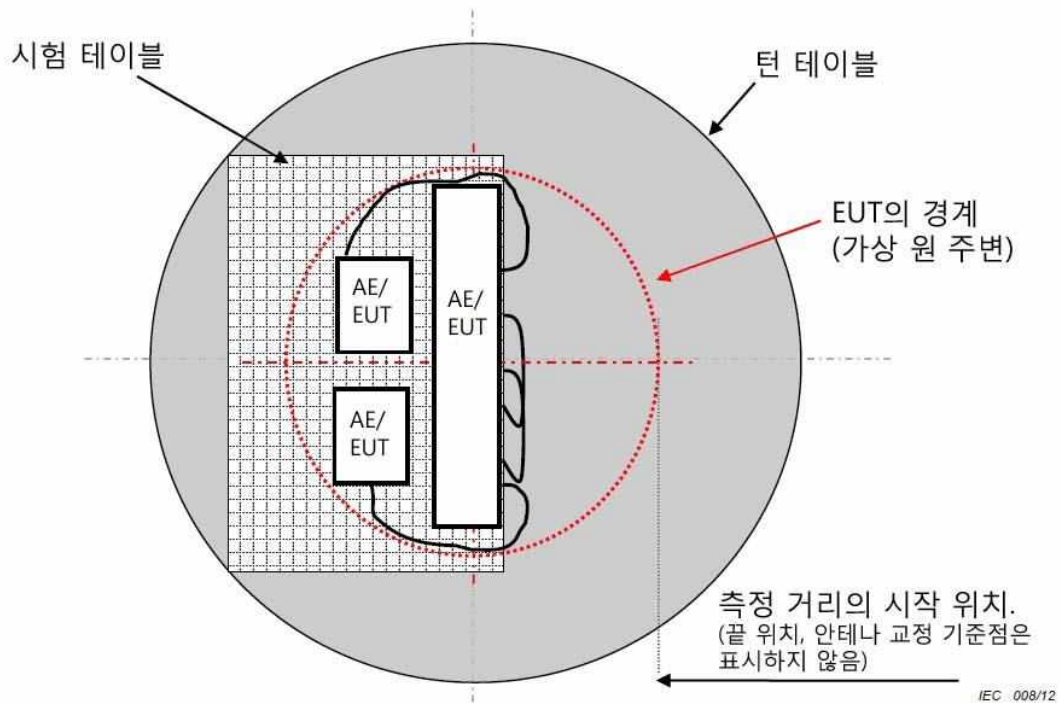 시험 테이블
턴 테이블
EUT의 경계
(가상 원 주변)
AE/
EUT
AE/
EUT
AE/
EUT
측정 거리의 시작 위치.
(끝 위치, 안테나 교정 기준점은
표시하지 않음)
IEC 008/12